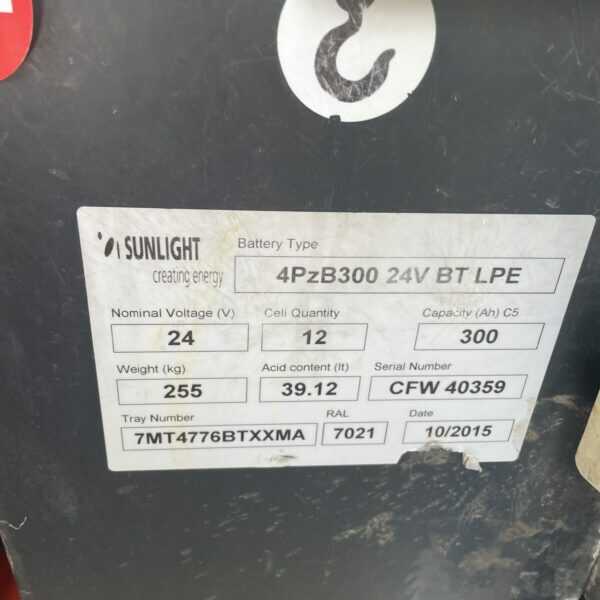 SUNLIGHT
creating energy
Battery Type
4PzB300 24V BT LPE
Nominal Voltage (V) Cell Quantity Capacity (Ah) C5
24 12 300
Weight (kg) Acid content (lt) Serial Number
255 39.12 CFW 40359
Tray Number RAL Date
7MT4776BTXXMA 7021 10/2015